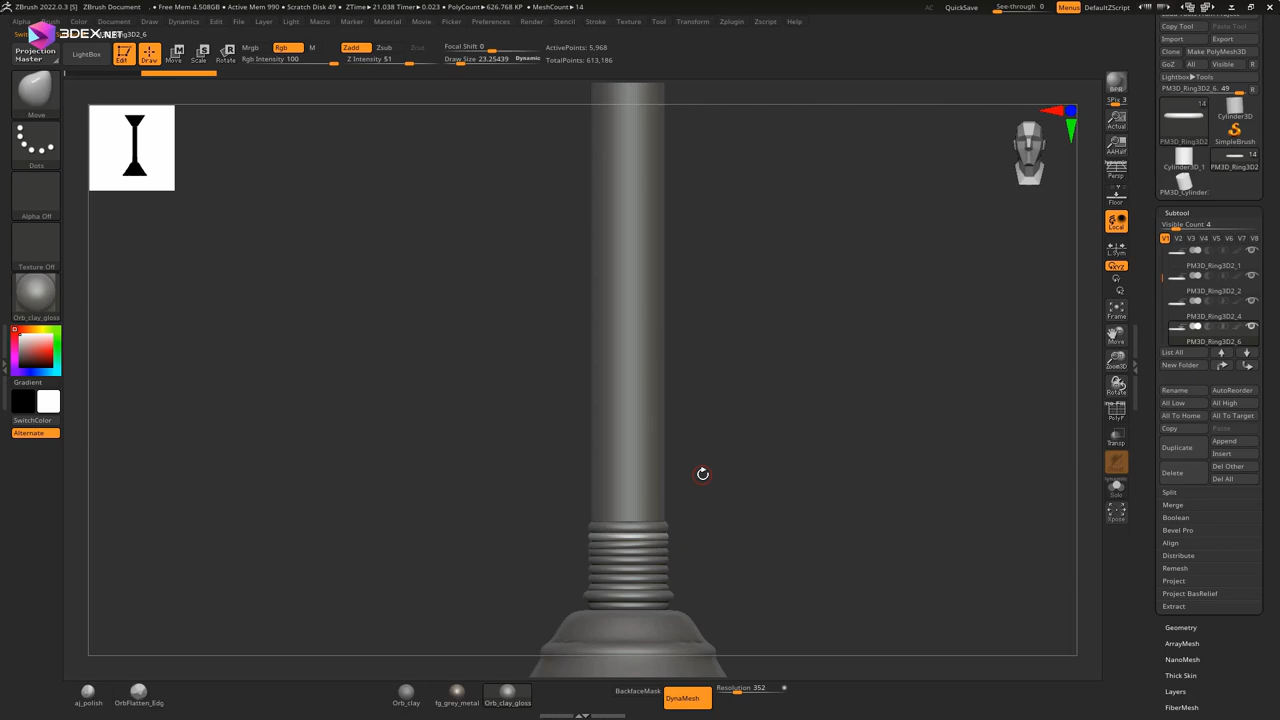 ZBrush 2022.0.3 [S] ZBrush Document • Free Mem 4.508GB • Active Mem 990 • Scratch Disk 49 • ZTime▸21.038 Timer▸0.023 • PolyCount▸626.768 KP • MeshCount▸14
AC QuickSave See-through 0 Menus DefaultZScript
Alpha Brush Color Document Draw Dynamics Edit File Layer Light Macro Marker Material Movie Picker Preferences Render Stencil Stroke Texture Tool Transform Zplugin Zscript Help
3DEX.NET
Projection Master
LightBox
Edit
Draw
Move
Scale
Rotate
Mrgb Rgb M
Rgb Intensity 100
Zadd Zsub Zcut
Z Intensity 51
Focal Shift 0
Draw Size 23.25439 Dynamic
ActivePoints: 5,968
TotalPoints: 613,186
Move
Dots
Alpha Off
Texture Off
Orb_clay_gloss
Gradient
SwitchColor
Alternate
BPR
SPix 3
Actual
AAHalf
Dynamic
Persp
Floor
Local
L.Sym
Frame
Move
Zoom3D
Rotate
PolyF
Transp
Solo
Xpose
Copy Tool Paste Tool
Import Export
Clone Make PolyMesh3D
GoZ All Visible R
Lightbox▸Tools
PM3D_Ring3D2_6. 49 R
14
PM3D_Ring3D2
Cylinder3D
SimpleBrush
Cylinder3D_1
14
PM3D_Ring3D2
PM3D_Cylinder
Subtool
Visible Count 4
V1 V2 V3 V4 V5 V6 V7 V8
PM3D_Ring3D2_1
PM3D_Ring3D2_2
PM3D_Ring3D2_4
PM3D_Ring3D2_6
List All
New Folder
Rename AutoReorder
All Low All High
All To Home All To Target
Copy Paste
Duplicate Append
Insert
Delete Del Other
Del All
Split
Merge
Boolean
Bevel Pro
Align
Distribute
Remesh
Project
Project BasRelief
Extract
Geometry
ArrayMesh
NanoMesh
Thick Skin
Layers
FiberMesh
aj_polish
OrbFlatten_Edg
Orb_clay
fg_grey_metal
Orb_clay_gloss
BackfaceMask
DynaMesh
Resolution 352